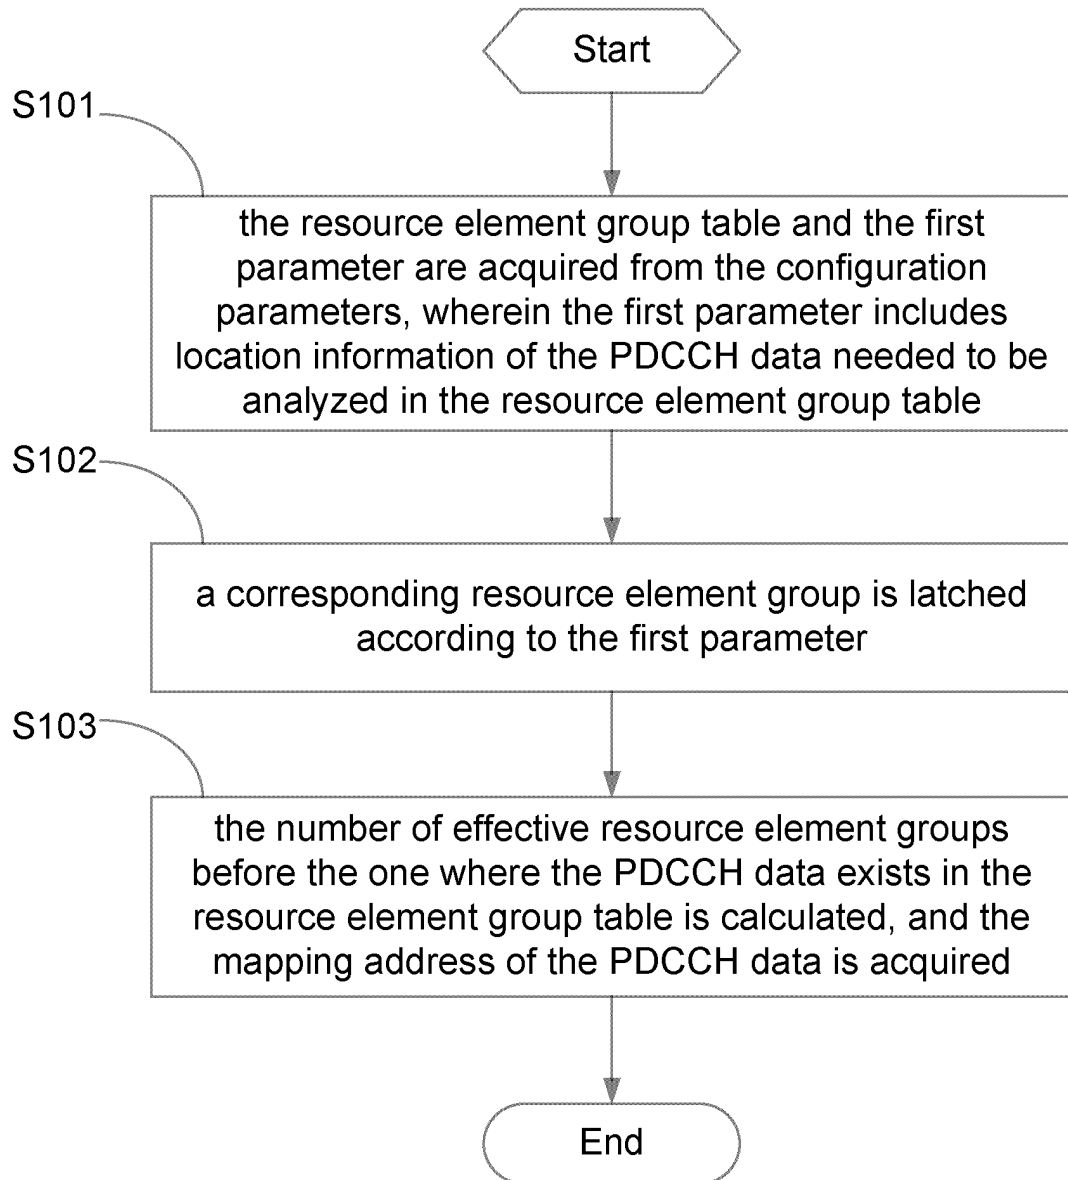 Start
S101
the resource element group table and the first
parameter are acquired from the configuration
parameters, wherein the first parameter includes
location information of the PDCCH data needed to be
analyzed in the resource element group table
S102
a corresponding resource element group is latched
according to the first parameter
S103
the number of effective resource element groups
before the one where the PDCCH data exists in the
resource element group table is calculated, and the
mapping address of the PDCCH data is acquired
End